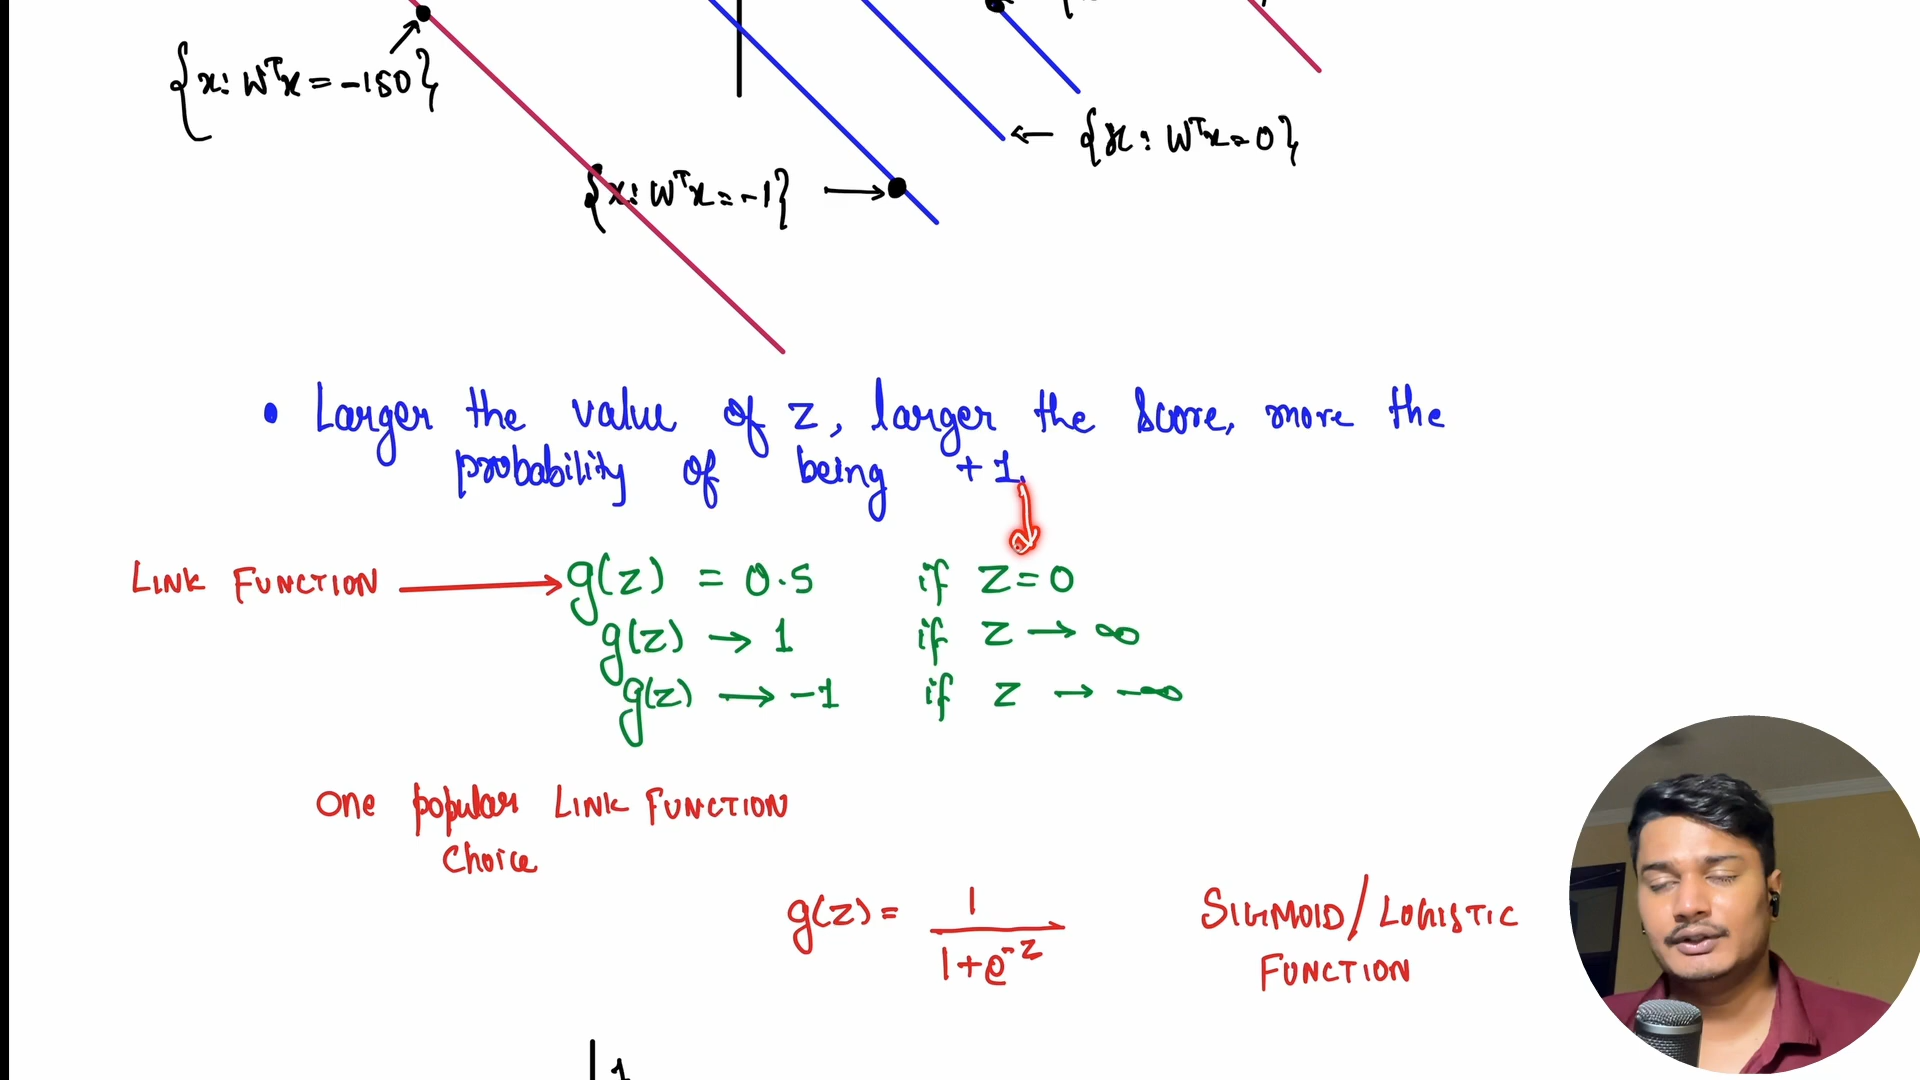 {x: WᵀX = -150}
{x: WᵀX = -1}
{x: WᵀX = 0}
• Larger the value of z, larger the score, more the
probability of being +1.
LINK FUNCTION → g(z) = 0.5 if z = 0
g(z) → 1 if z → ∞
g(z) → -1 if z → -∞
One popular LINK FUNCTION
Choice
g(z) = 1 / (1+e^-z)
SIGMOID / LOGISTIC
FUNCTION
1